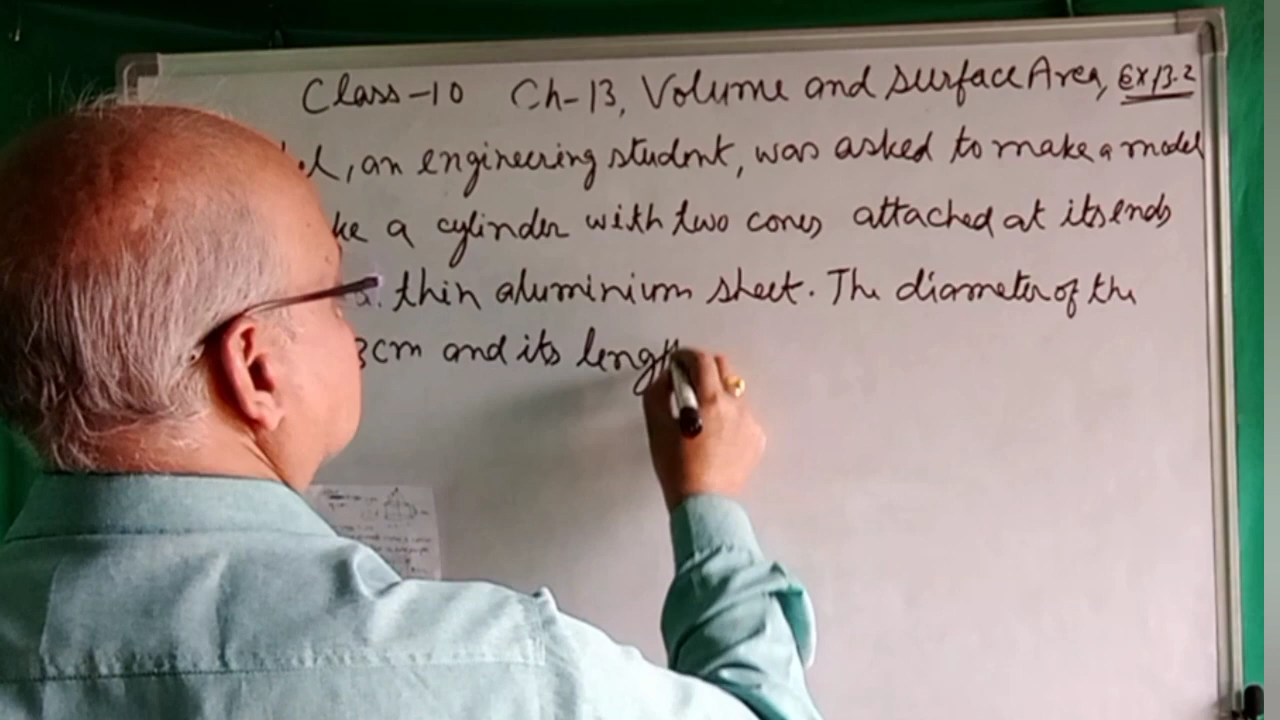 Class-10 Ch-13, Volume and Surface Area, Ex 13.2
, an engineering student, was asked to make a model
a cylinder with two cones attached at its ends
thin aluminium sheet. The diameter of the
3cm and its length